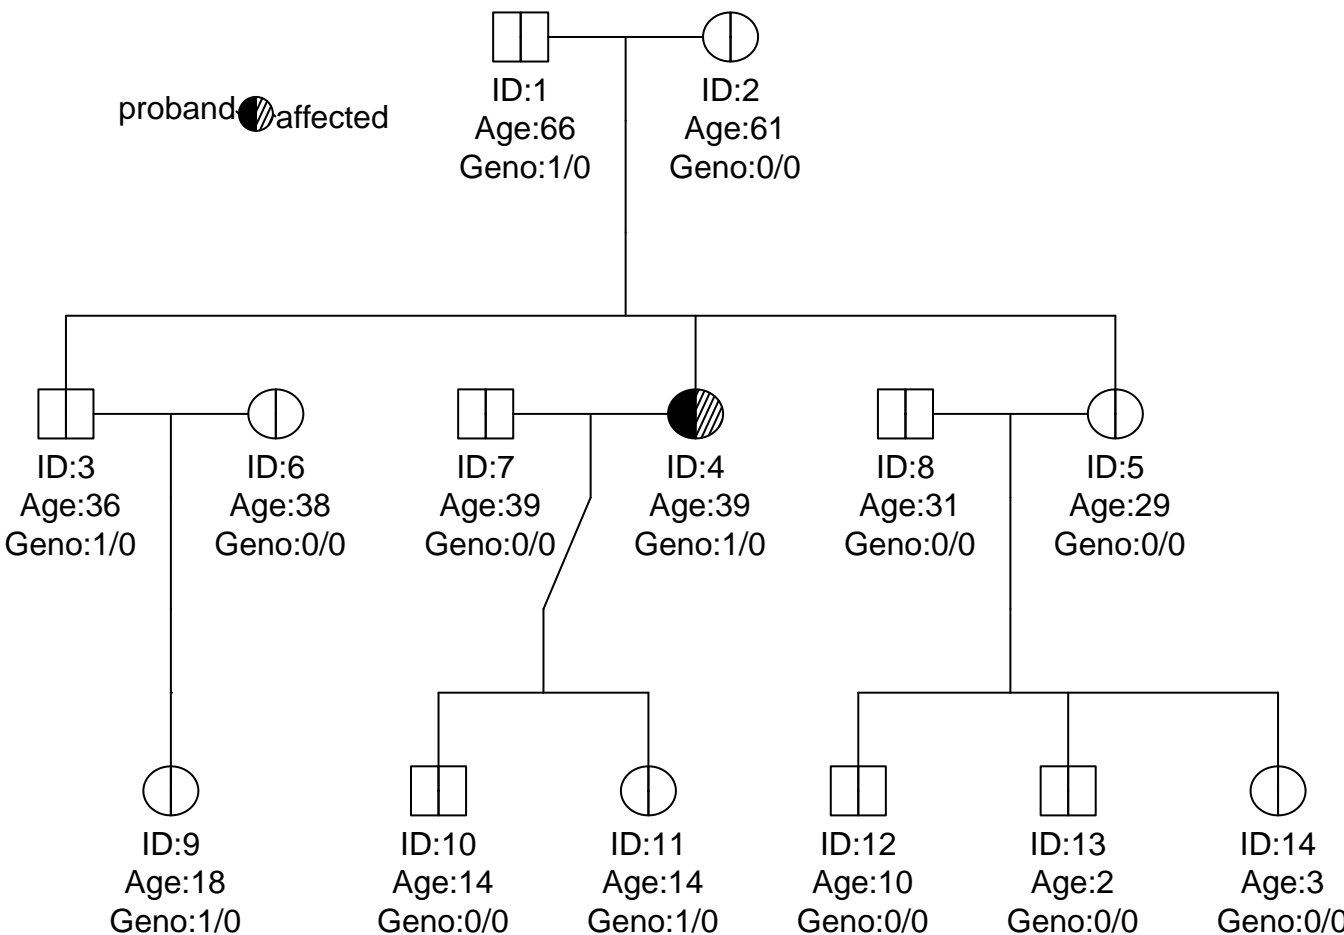 ID:1
Age:66
Geno:1/0
ID:2
Age:61
Geno:0/0
proband
affected
ID:3
Age:36
Geno:1/0
ID:6
Age:38
Geno:0/0
ID:7
Age:39
Geno:0/0
ID:4
Age:39
Geno:1/0
ID:8
Age:31
Geno:0/0
ID:5
Age:29
Geno:0/0
ID:9
Age:18
Geno:1/0
ID:10
Age:14
Geno:0/0
ID:11
Age:14
Geno:1/0
ID:12
Age:10
Geno:0/0
ID:13
Age:2
Geno:0/0
ID:14
Age:3
Geno:0/0